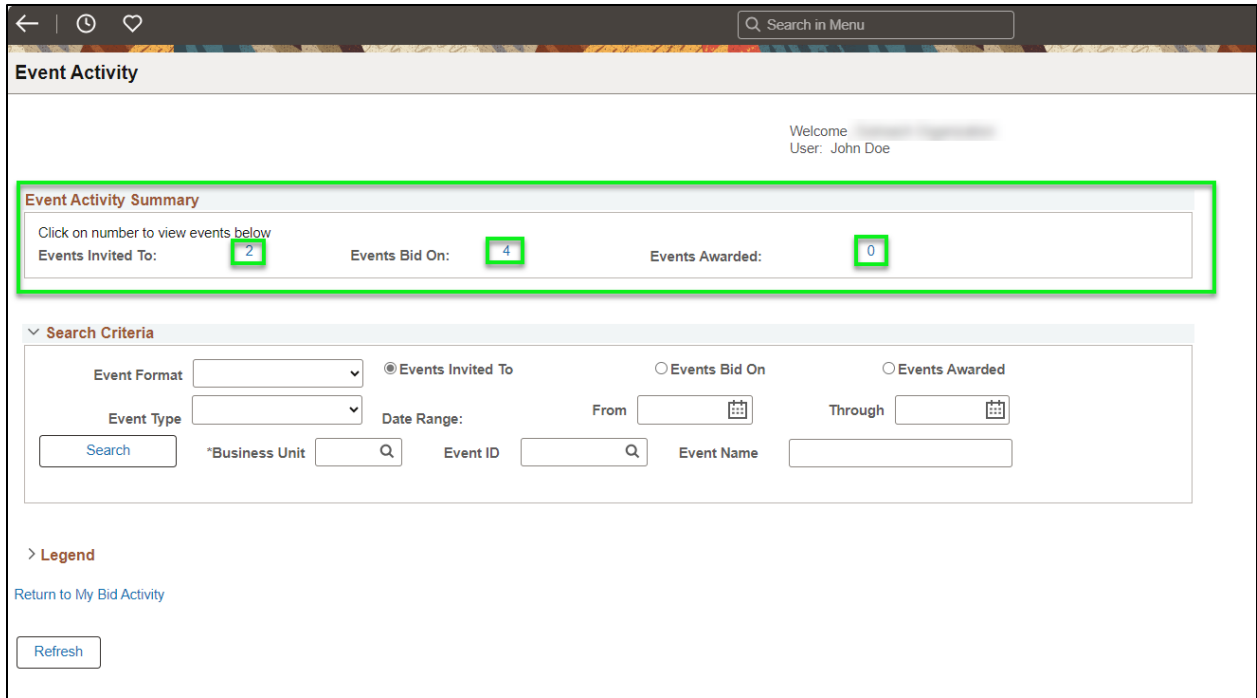 Search in Menu
Event Activity
Welcome
User: John Doe
Event Activity Summary
Click on number to view events below
Events Invited To: 2 Events Bid On: 4 Events Awarded: 0
Search Criteria
Event Format Events Invited To Events Bid On Events Awarded
Event Type Date Range: From Through
Search *Business Unit Event ID Event Name
Legend
Return to My Bid Activity
Refresh